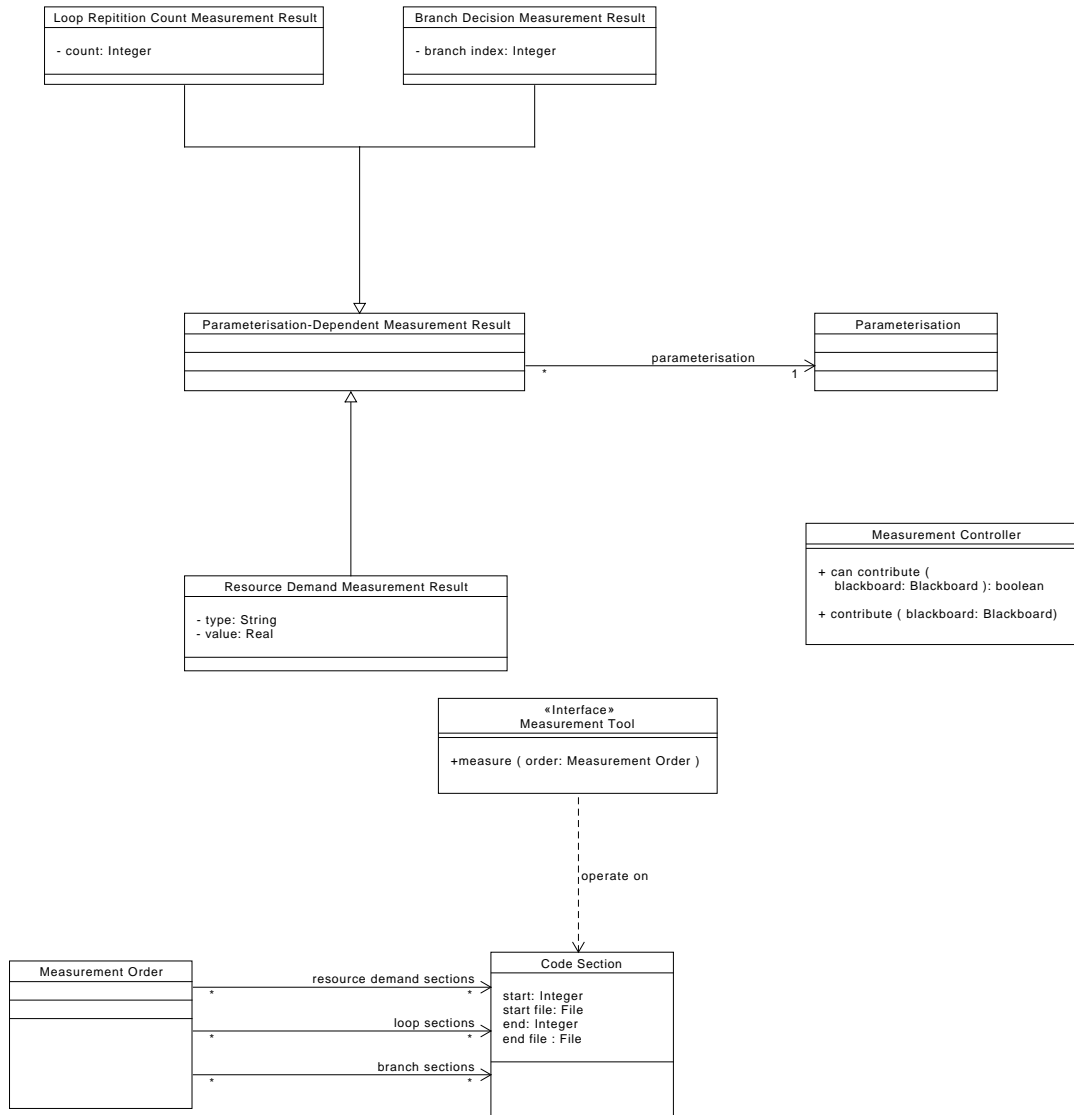 Loop Repitition Count Measurement Result
- count: Integer
Branch Decision Measurement Result
- branch index: Integer
Parameterisation-Dependent Measurement Result
parameterisation
*
1
Parameterisation
Measurement Controller
+ can contribute (
blackboard: Blackboard ): boolean
+ contribute ( blackboard: Blackboard)
Resource Demand Measurement Result
- type: String
- value: Real
«Interface»
Measurement Tool
+measure ( order: Measurement Order )
operate on
Measurement Order
resource demand sections
*
*
loop sections
*
*
branch sections
*
*
Code Section
start: Integer
start file: File
end: Integer
end file : File